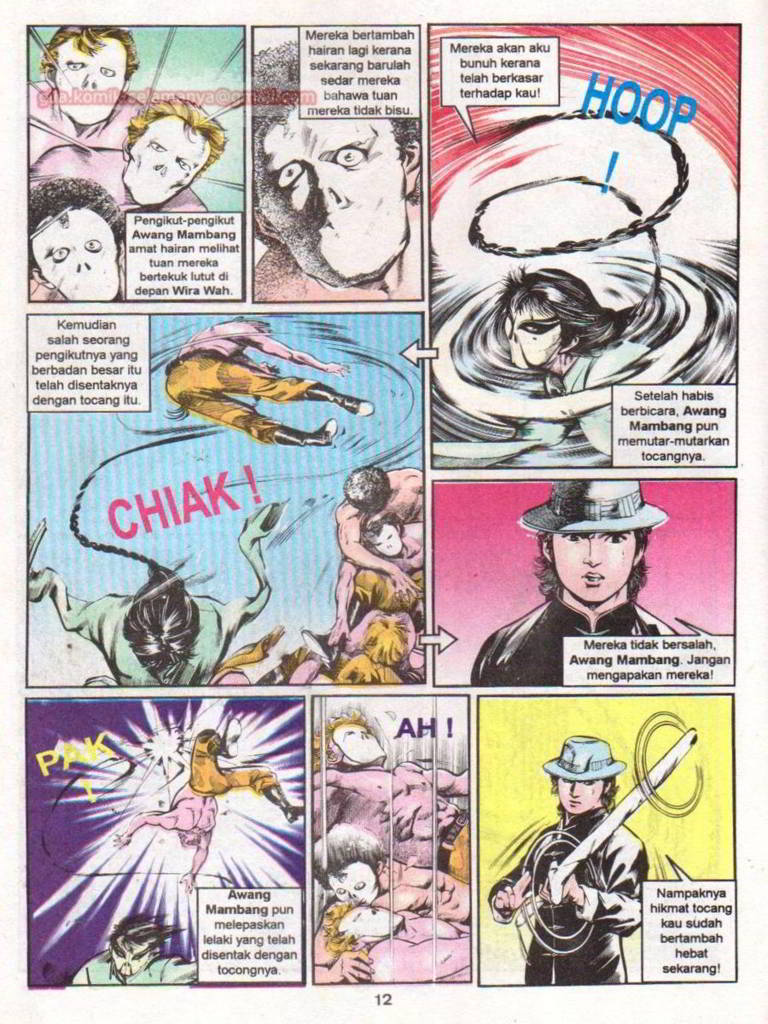 Pengikut-pengikut
Awang Mambang
amat hairan melihat
tuan mereka
bertekuk lutut di
depan Wira Wah.
Mereka bertambah
hairan lagi kerana
sekarang barulah
sedar mereka
bahawa tuan
mereka tidak bisu.
Mereka akan aku
bunuh kerana
telah berkasar
terhadap kau!
HOOP
!
Setelah habis
berbicara, Awang
Mambang pun
memutar-mutarkan
tocangnya.
Kemudian
salah seorang
pengikutnya yang
berbadan besar itu
telah disentaknya
dengan tocang itu.
CHIAK !
Mereka tidak bersalah,
Awang Mambang. Jangan
mengapakan mereka!
PAK
!
Awang
Mambang pun
melepaskan
lelaki yang telah
disentak dengan
tocongnya.
AH !
Nampaknya
hikmat tocang
kau sudah
bertambah
hebat
sekarang!
12